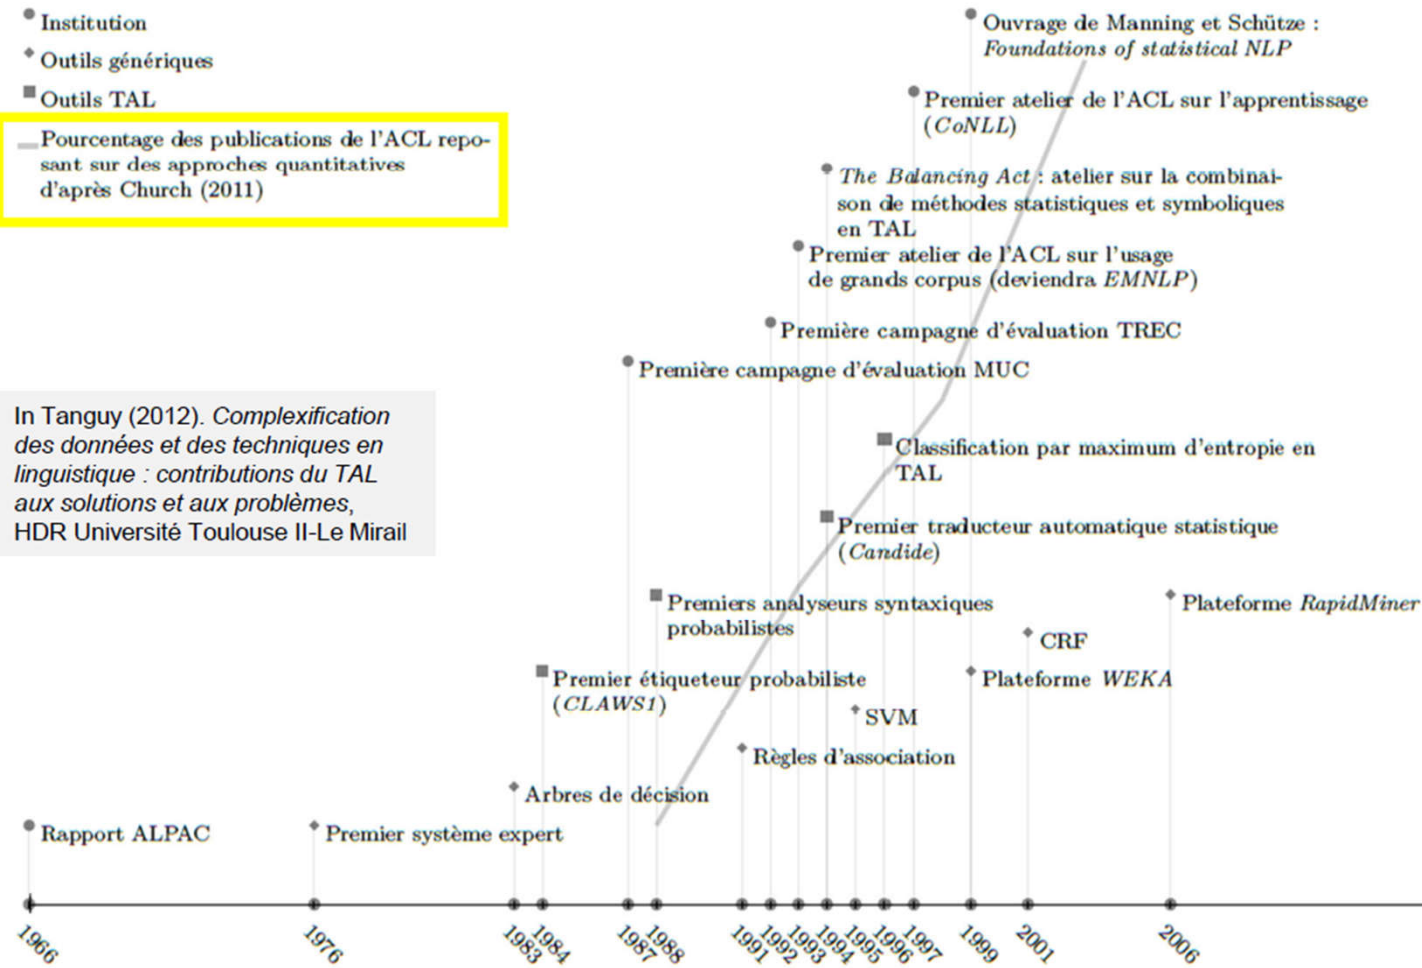 Institution
Outils génériques
Outils TAL
Pourcentage des publications de l'ACL repo-
sant sur des approches quantitatives
d'après Church (2011)
In Tanguy (2012). Complexification
des données et des techniques en
linguistique : contributions du TAL
aux solutions et aux problèmes,
HDR Université Toulouse II-Le Mirail
Ouvrage de Manning et Schütze :
Foundations of statistical NLP
Premier atelier de l'ACL sur l'apprentissage
(CoNLL)
The Balancing Act : atelier sur la combinai-
son de méthodes statistiques et symboliques
en TAL
Premier atelier de l'ACL sur l'usage
de grands corpus (deviendra EMNLP)
Première campagne d'évaluation TREC
Première campagne d'évaluation MUC
Classification par maximum d'entropie en
TAL
Premier traducteur automatique statistique
(Candide)
Premiers analyseurs syntaxiques
probabilistes
Plateforme RapidMiner
CRF
Premier étiqueteur probabiliste
(CLAWS1)
Plateforme WEKA
SVM
Règles d'association
Arbres de décision
Rapport ALPAC
Premier système expert
1966
1976
1983
1984
1987
1988
1991
1992
1993
1994
1995
1996
1997
1999
2001
2006